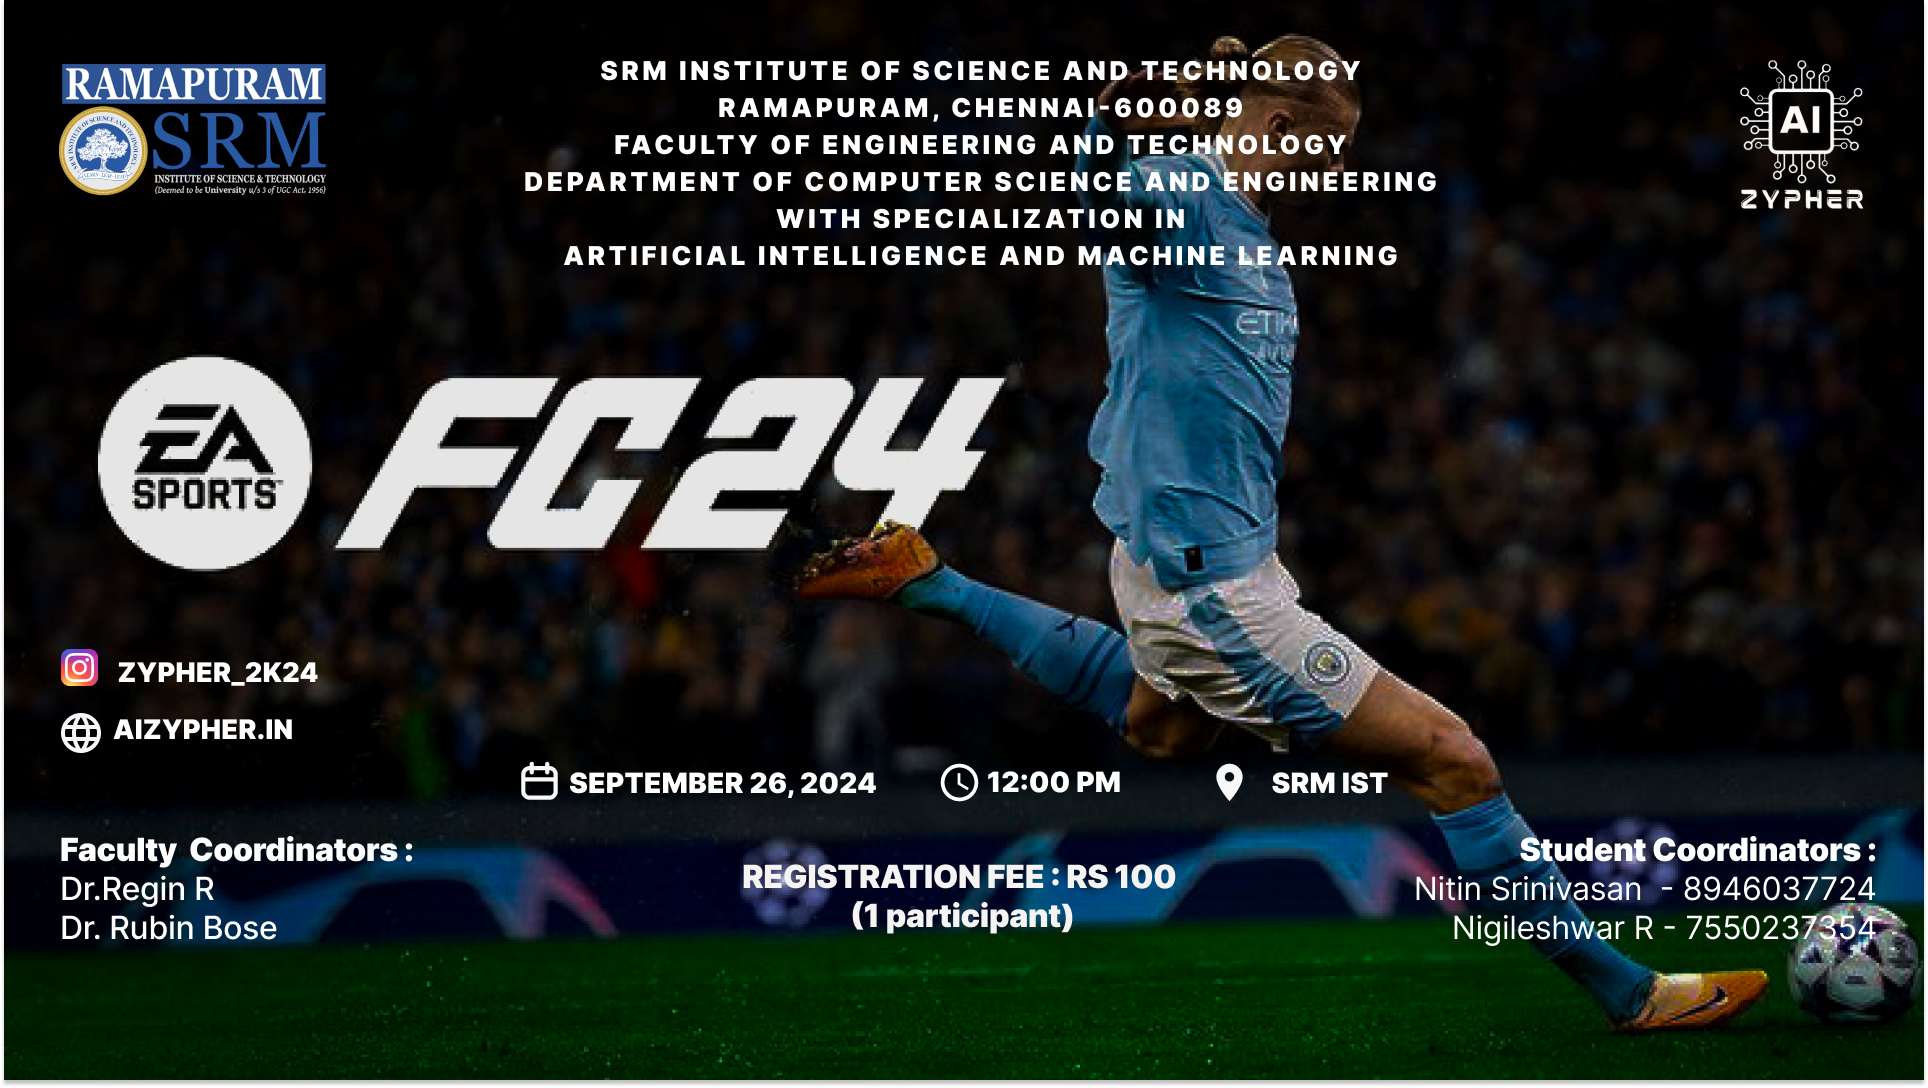 RAMAPURAM
SRM
INSTITUTE OF SCIENCE & TECHNOLOGY
(Deemed to be University u/s 3 of UGC Act, 1956)
SRM INSTITUTE OF SCIENCE AND TECHNOLOGY
RAMAPURAM, CHENNAI-600089
FACULTY OF ENGINEERING AND TECHNOLOGY
DEPARTMENT OF COMPUTER SCIENCE AND ENGINEERING
WITH SPECIALIZATION IN
ARTIFICIAL INTELLIGENCE AND MACHINE LEARNING
AI
ZYPHER
EA
SPORTS
FC24
ZYPHER_2K24
AIZYPHER.IN
SEPTEMBER 26, 2024
12:00 PM
SRM IST
Faculty Coordinators :
Dr.Regin R
Dr. Rubin Bose
REGISTRATION FEE : RS 100
(1 participant)
Student Coordinators :
Nitin Srinivasan - 8946037724
Nigileshwar R - 7550237354